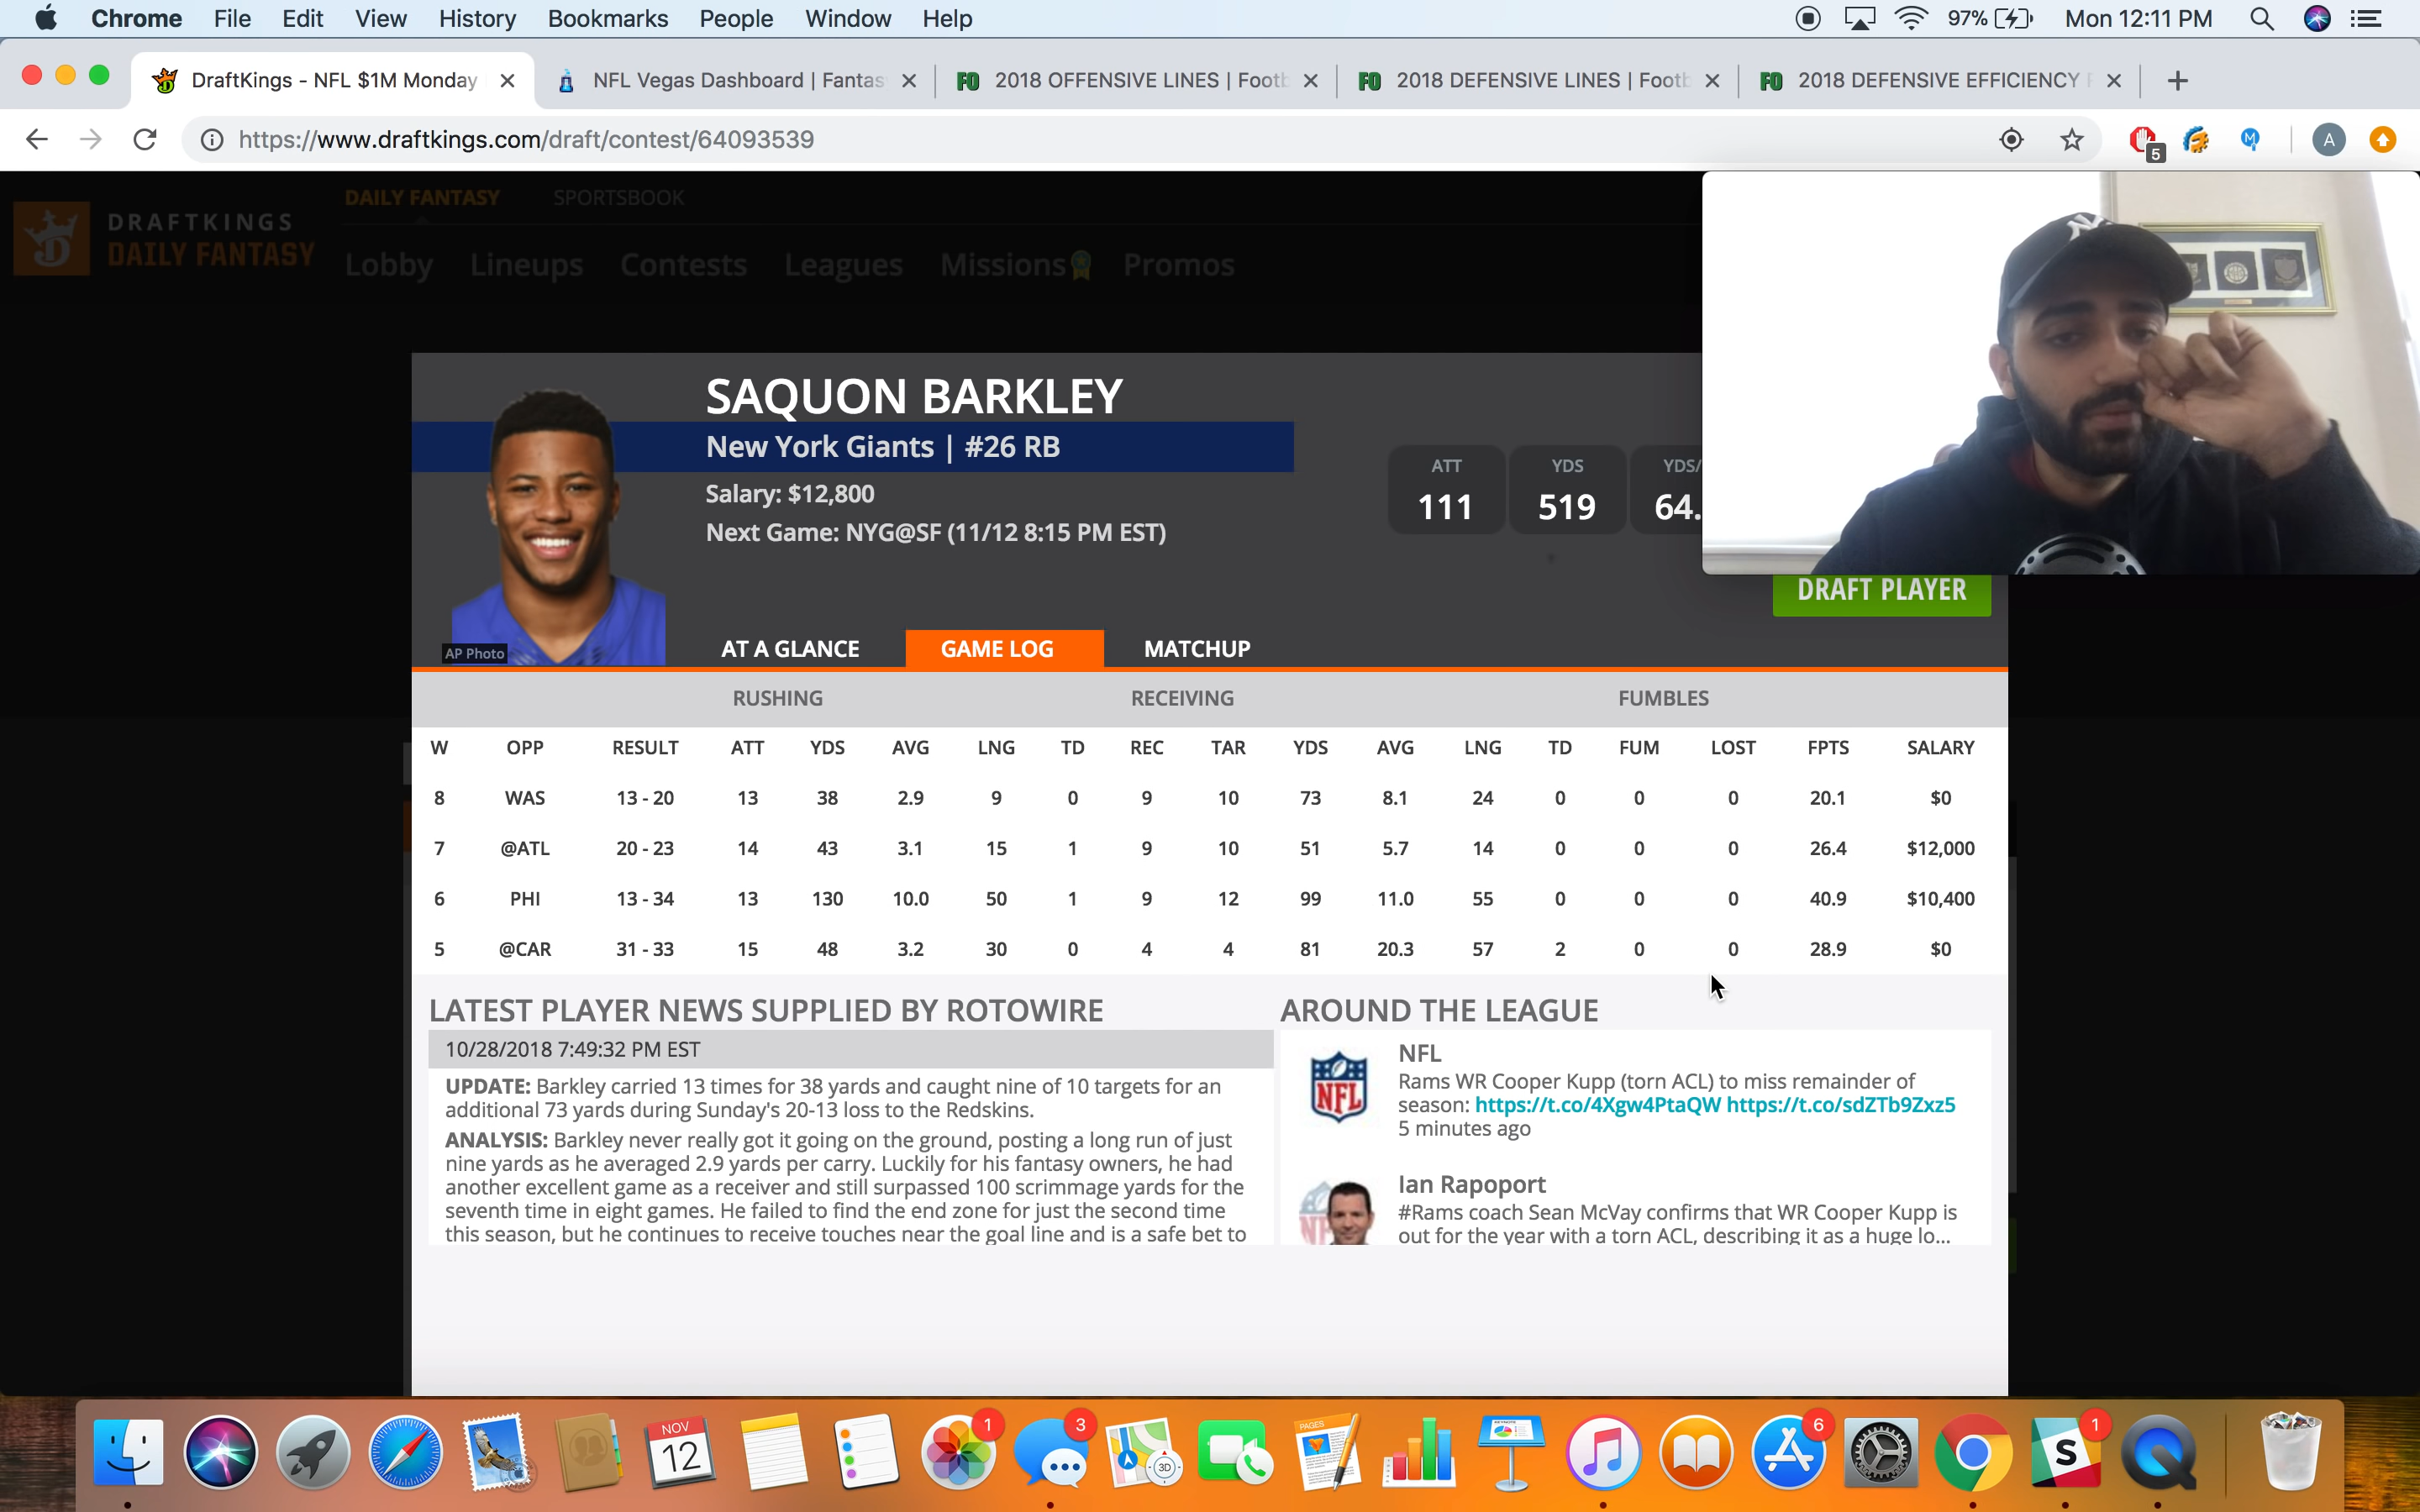 Chrome File Edit View History Bookmarks People Window Help 97% Mon 12:11 PM
DraftKings - NFL $1M Monday NFL Vegas Dashboard | Fantas FO 2018 OFFENSIVE LINES | Footb FO 2018 DEFENSIVE LINES | Footb FO 2018 DEFENSIVE EFFICIENCY
https://www.draftkings.com/draft/contest/64093539 5 M A
DAILY FANTASY SPORTSBOOK
DRAFTKINGS
DAILY FANTASY
Lobby Lineups Contests Leagues Missions Promos
SAQUON BARKLEY
New York Giants | #26 RB
Salary: $12,800
Next Game: NYG@SF (11/12 8:15 PM EST)
ATT YDS YDS/
111 519 64.
DRAFT PLAYER
AP Photo
AT A GLANCE GAME LOG MATCHUP
RUSHING RECEIVING FUMBLES
W OPP RESULT ATT YDS AVG LNG TD REC TAR YDS AVG LNG TD FUM LOST FPTS SALARY
8 WAS 13 - 20 13 38 2.9 9 0 9 10 73 8.1 24 0 0 0 20.1 $0
7 @ATL 20 - 23 14 43 3.1 15 1 9 10 51 5.7 14 0 0 0 26.4 $12,000
6 PHI 13 - 34 13 130 10.0 50 1 9 12 99 11.0 55 0 0 0 40.9 $10,400
5 @CAR 31 - 33 15 48 3.2 30 0 4 4 81 20.3 57 2 0 0 28.9 $0
LATEST PLAYER NEWS SUPPLIED BY ROTOWIRE
10/28/2018 7:49:32 PM EST
UPDATE: Barkley carried 13 times for 38 yards and caught nine of 10 targets for an
additional 73 yards during Sunday's 20-13 loss to the Redskins.
ANALYSIS: Barkley never really got it going on the ground, posting a long run of just
nine yards as he averaged 2.9 yards per carry. Luckily for his fantasy owners, he had
another excellent game as a receiver and still surpassed 100 scrimmage yards for the
seventh time in eight games. He failed to find the end zone for just the second time
this season, but he continues to receive touches near the goal line and is a safe bet to
AROUND THE LEAGUE
NFL
NFL
Rams WR Cooper Kupp (torn ACL) to miss remainder of
season: https://t.co/4Xgw4PtaQW https://t.co/sdZTb9Zxz5
5 minutes ago
Ian Rapoport
#Rams coach Sean McVay confirms that WR Cooper Kupp is
out for the year with a torn ACL, describing it as a huge lo...
NOV
12
1
3
3D
PAGES
KEYNOTE
6
S
1